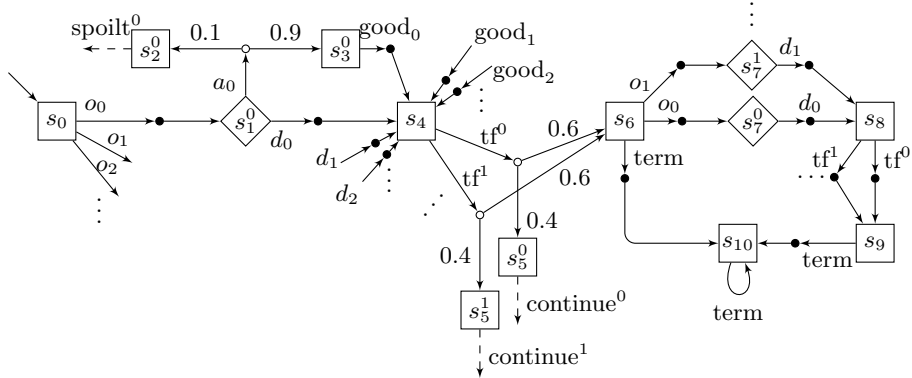 spoilt⁰ 0.1 0.9 good₀ good₁ o₁ s₇¹ d₁
s₂⁰ s₃⁰ good₂
a₀
s₀ o₀ s₁⁰ d₀ s₄ tf⁰ 0.6 s₆ o₀ s₇⁰ d₀ s₈
o₁ d₁ tf¹ 0.6 term tf¹ tf⁰
o₂ d₂
0.4 0.4 s₁₀ term s₉
s₅⁰
s₅¹ continue⁰ term
continue¹